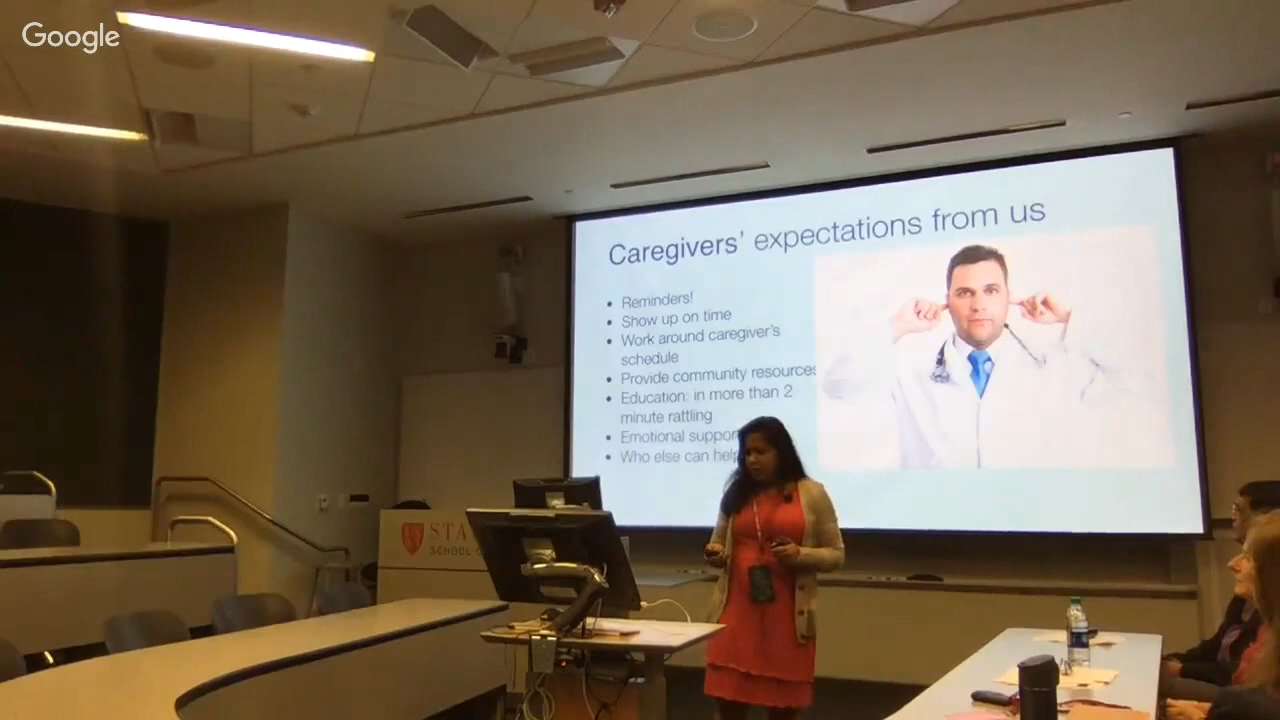 Google
Caregivers' expectations from us
• Reminders!
• Show up on time
• Work around caregiver's
schedule
• Provide community resources
• Education: in more than 2
minute rattling
• Emotional suppor
• Who else can help
STA
SCHOOL